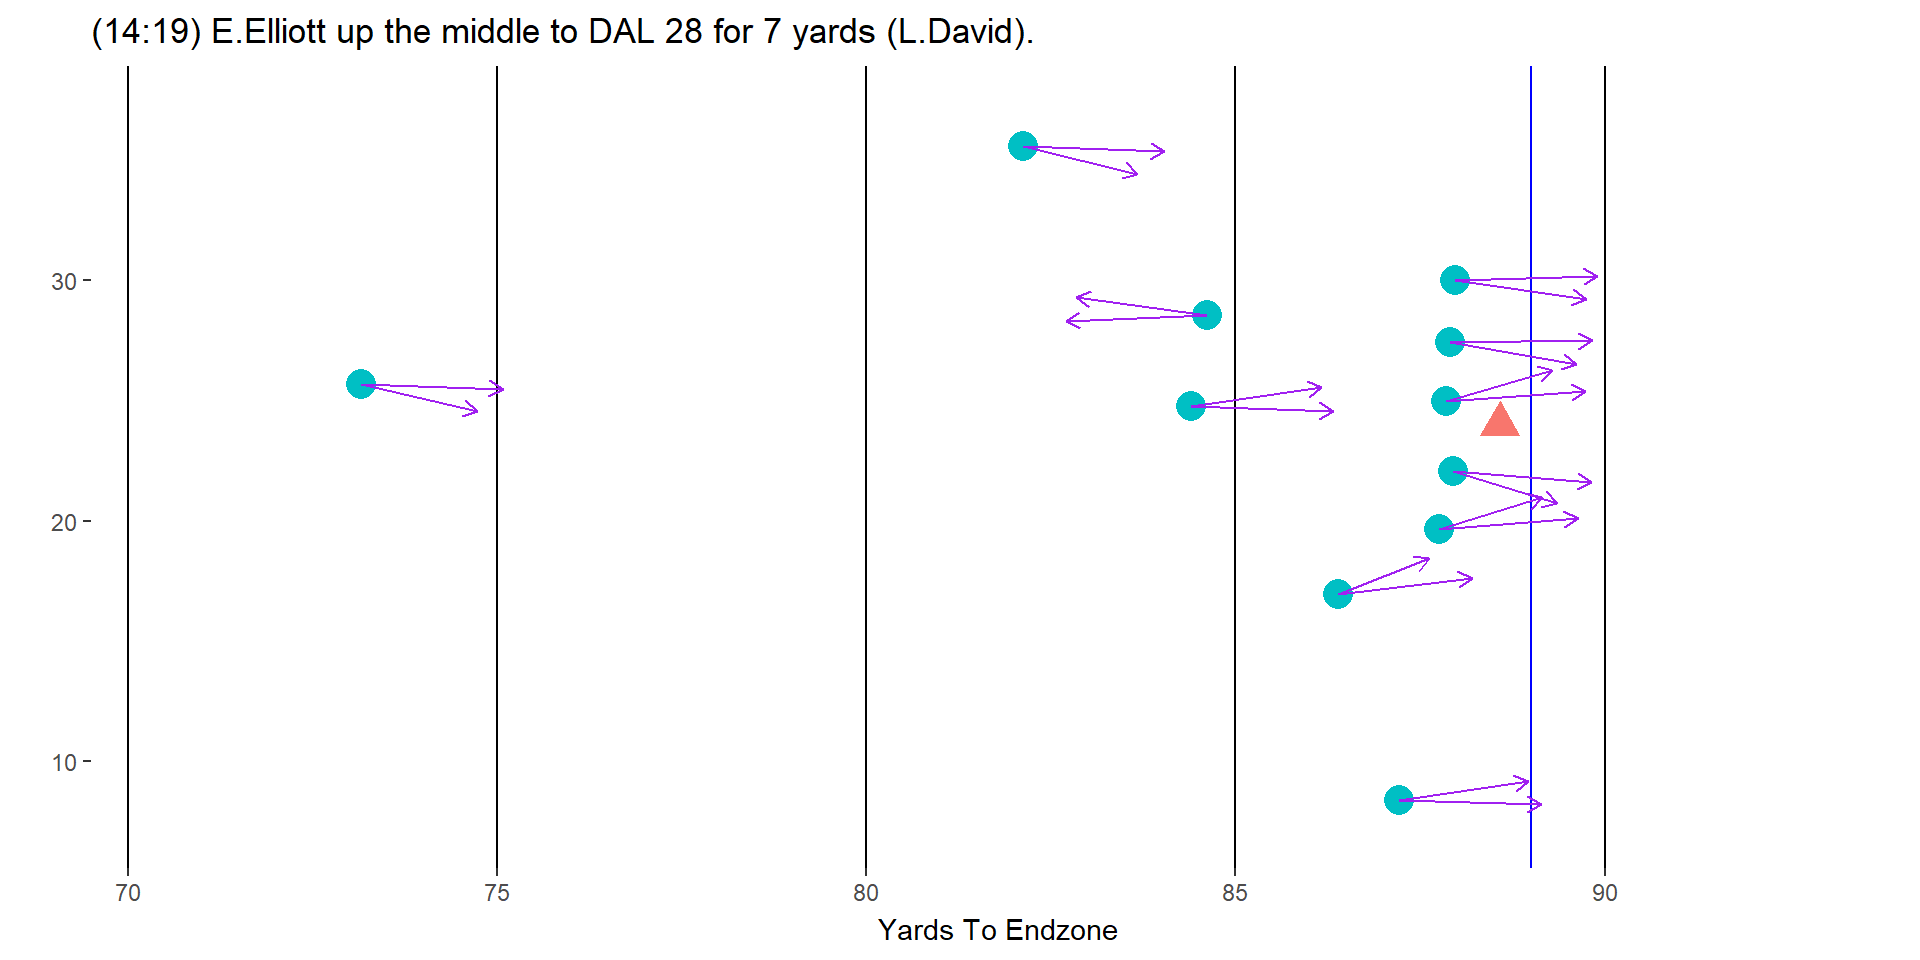 (14:19) E.Elliott up the middle to DAL 28 for 7 yards (L.David).
30
20
10
70 75 80 85 90
Yards To Endzone